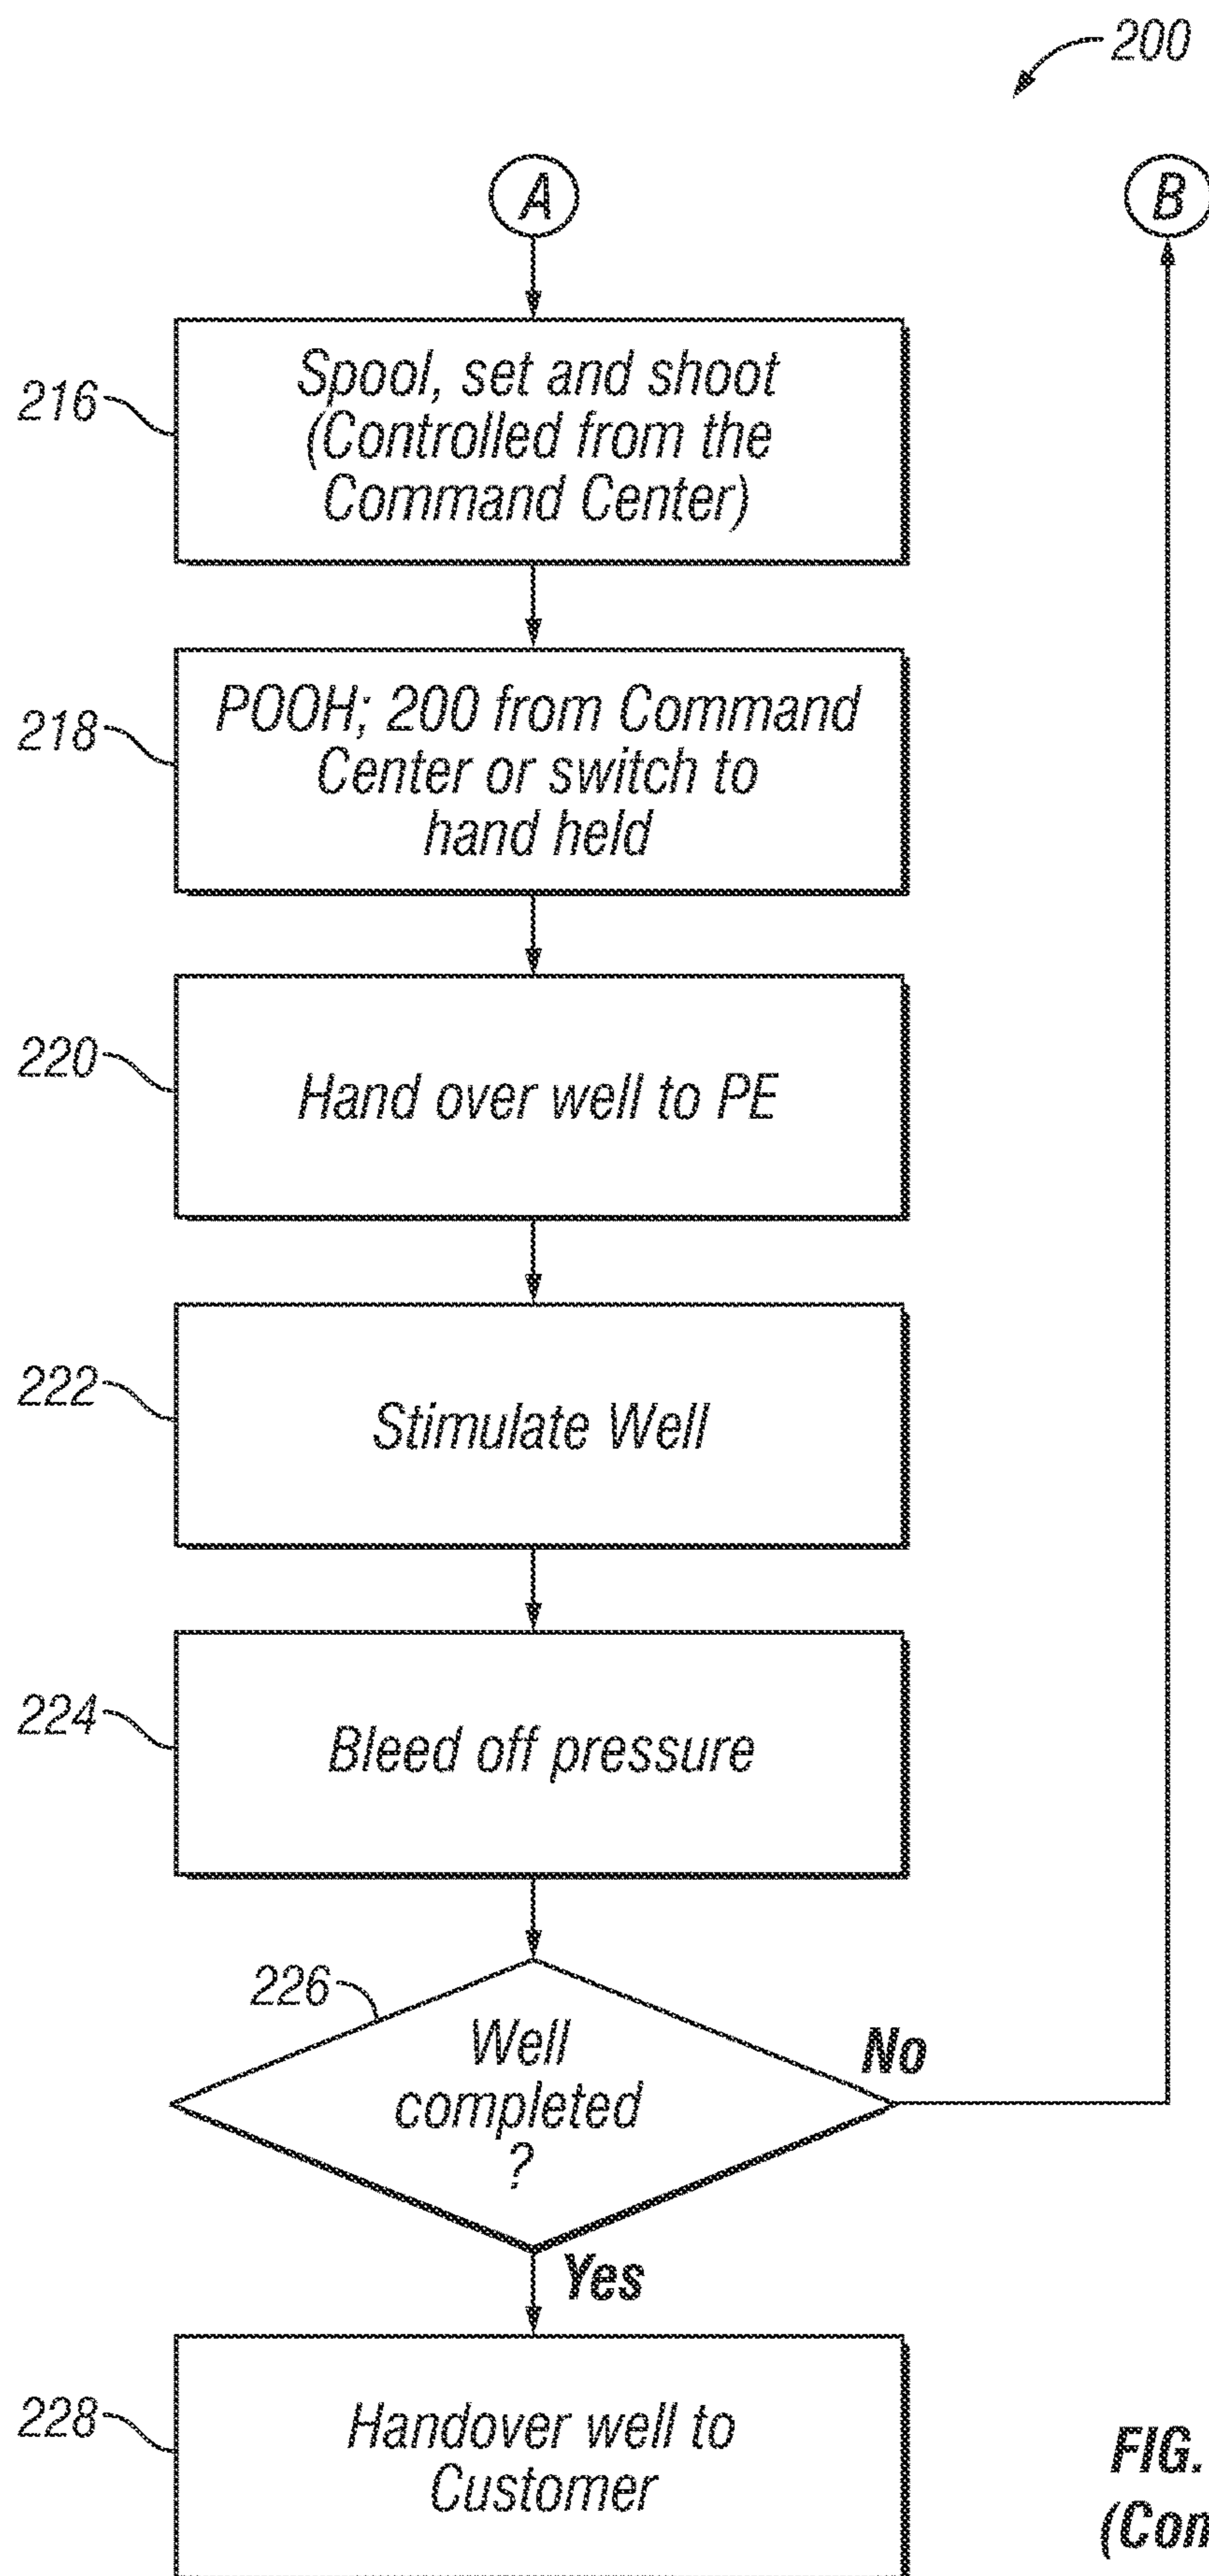 200
A
B
216
Spool, set and shoot
(Controlled from the
Command Center)
218
POOH; 200 from Command
Center or switch to
hand held
220
Hand over well to PE
222
Stimulate Well
224
Bleed off pressure
226
Well
completed
?
No
Yes
228
Handover well to
Customer
FIG.